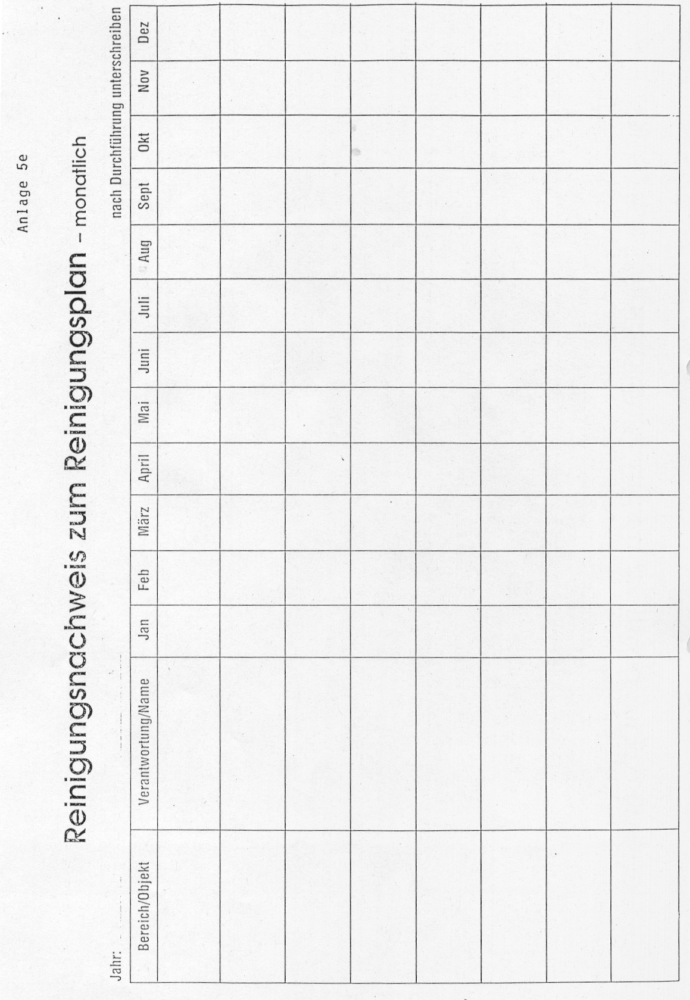 Anlage 5e
Reinigungsnachweis zum Reinigungsplan – monatlich
Jahr: nach Durchführung unterschreiben
Bereich/Objekt Verantwortung/Name Jan Feb März April Mai Juni Juli Aug Sept Okt Nov Dez